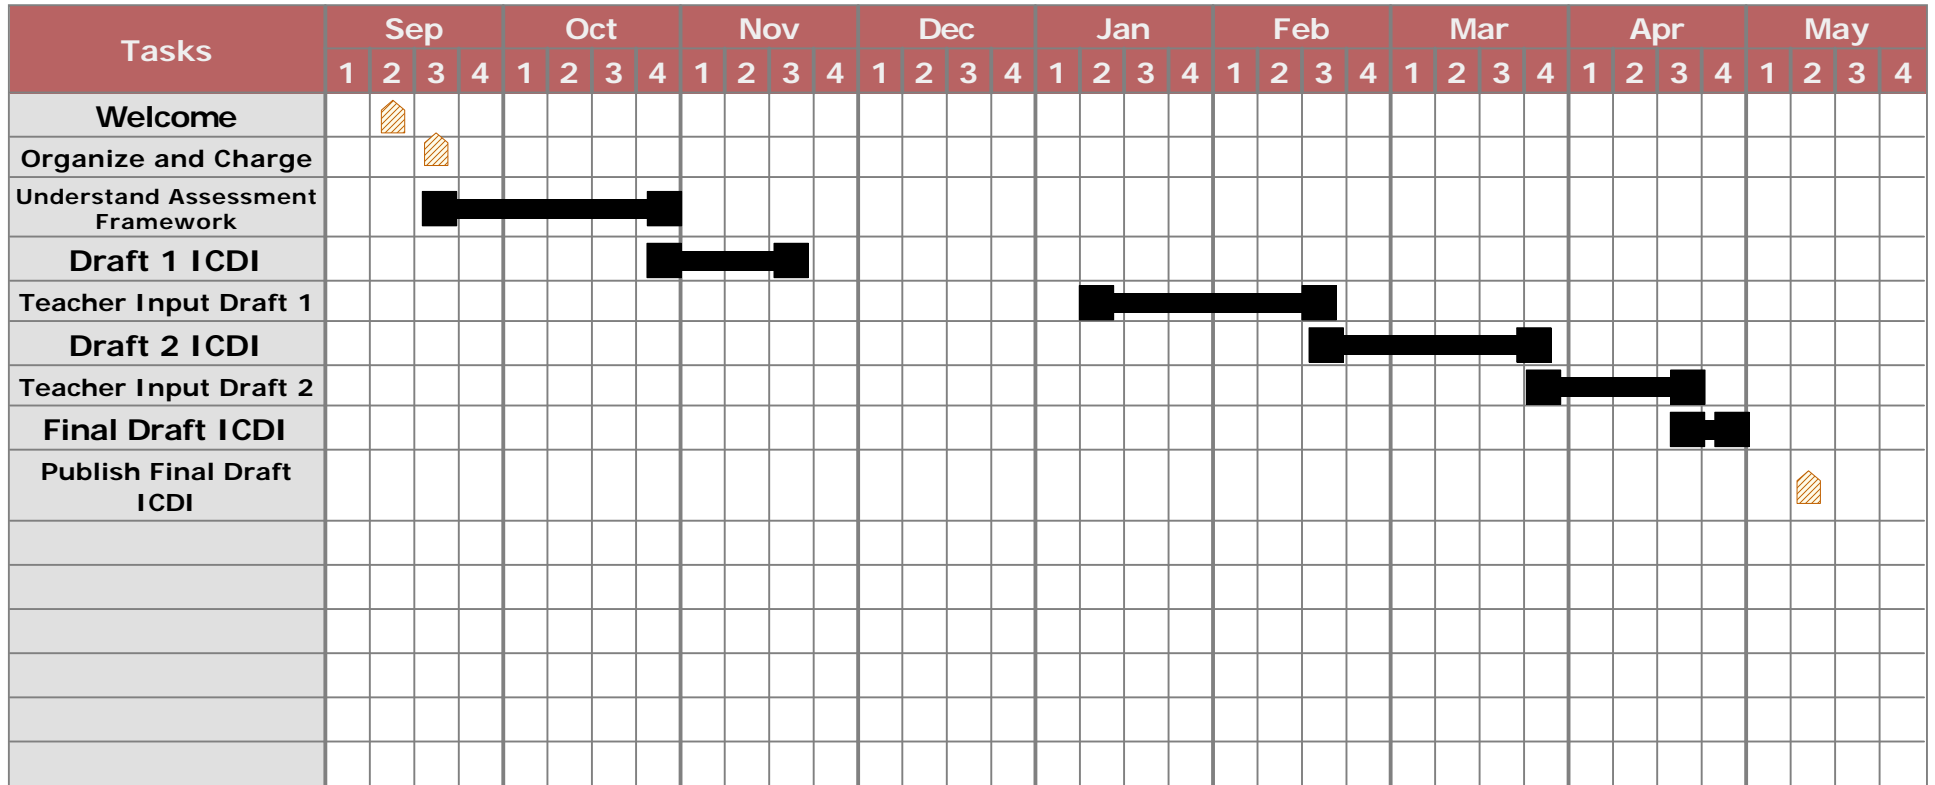 Tasks
Sep Oct Nov Dec Jan Feb Mar Apr May
1 2 3 4 1 2 3 4 1 2 3 4 1 2 3 4 1 2 3 4 1 2 3 4 1 2 3 4 1 2 3 4 1 2 3 4
Welcome
Organize and Charge
Understand Assessment
Framework
Draft 1 ICDI
Teacher Input Draft 1
Draft 2 ICDI
Teacher Input Draft 2
Final Draft ICDI
Publish Final Draft
ICDI